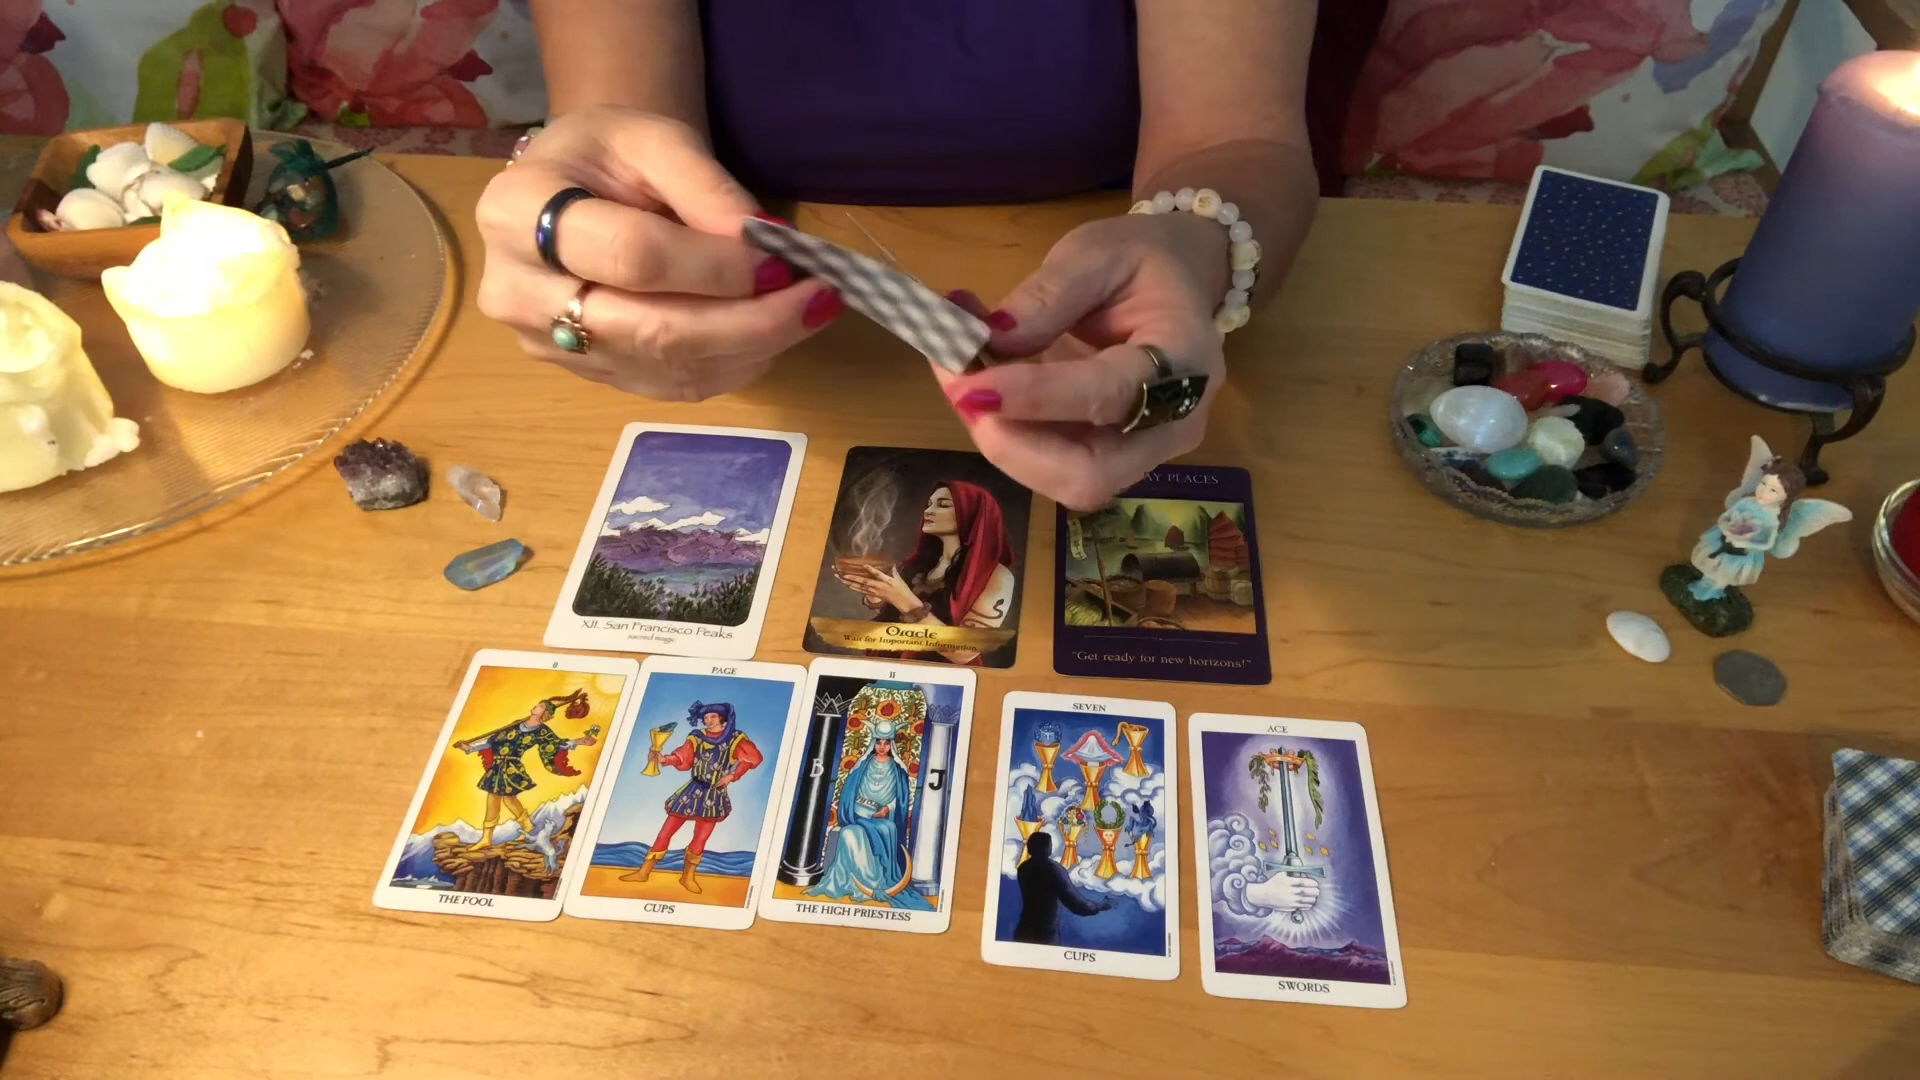 XII. San Francisco Peaks
sacred magic
Oracle
Wait for Important Information
AY PLACES
"Get ready for new horizons!"
0
THE FOOL
PAGE
CUPS
II
B
J
THE HIGH PRIESTESS
SEVEN
CUPS
ACE
SWORDS